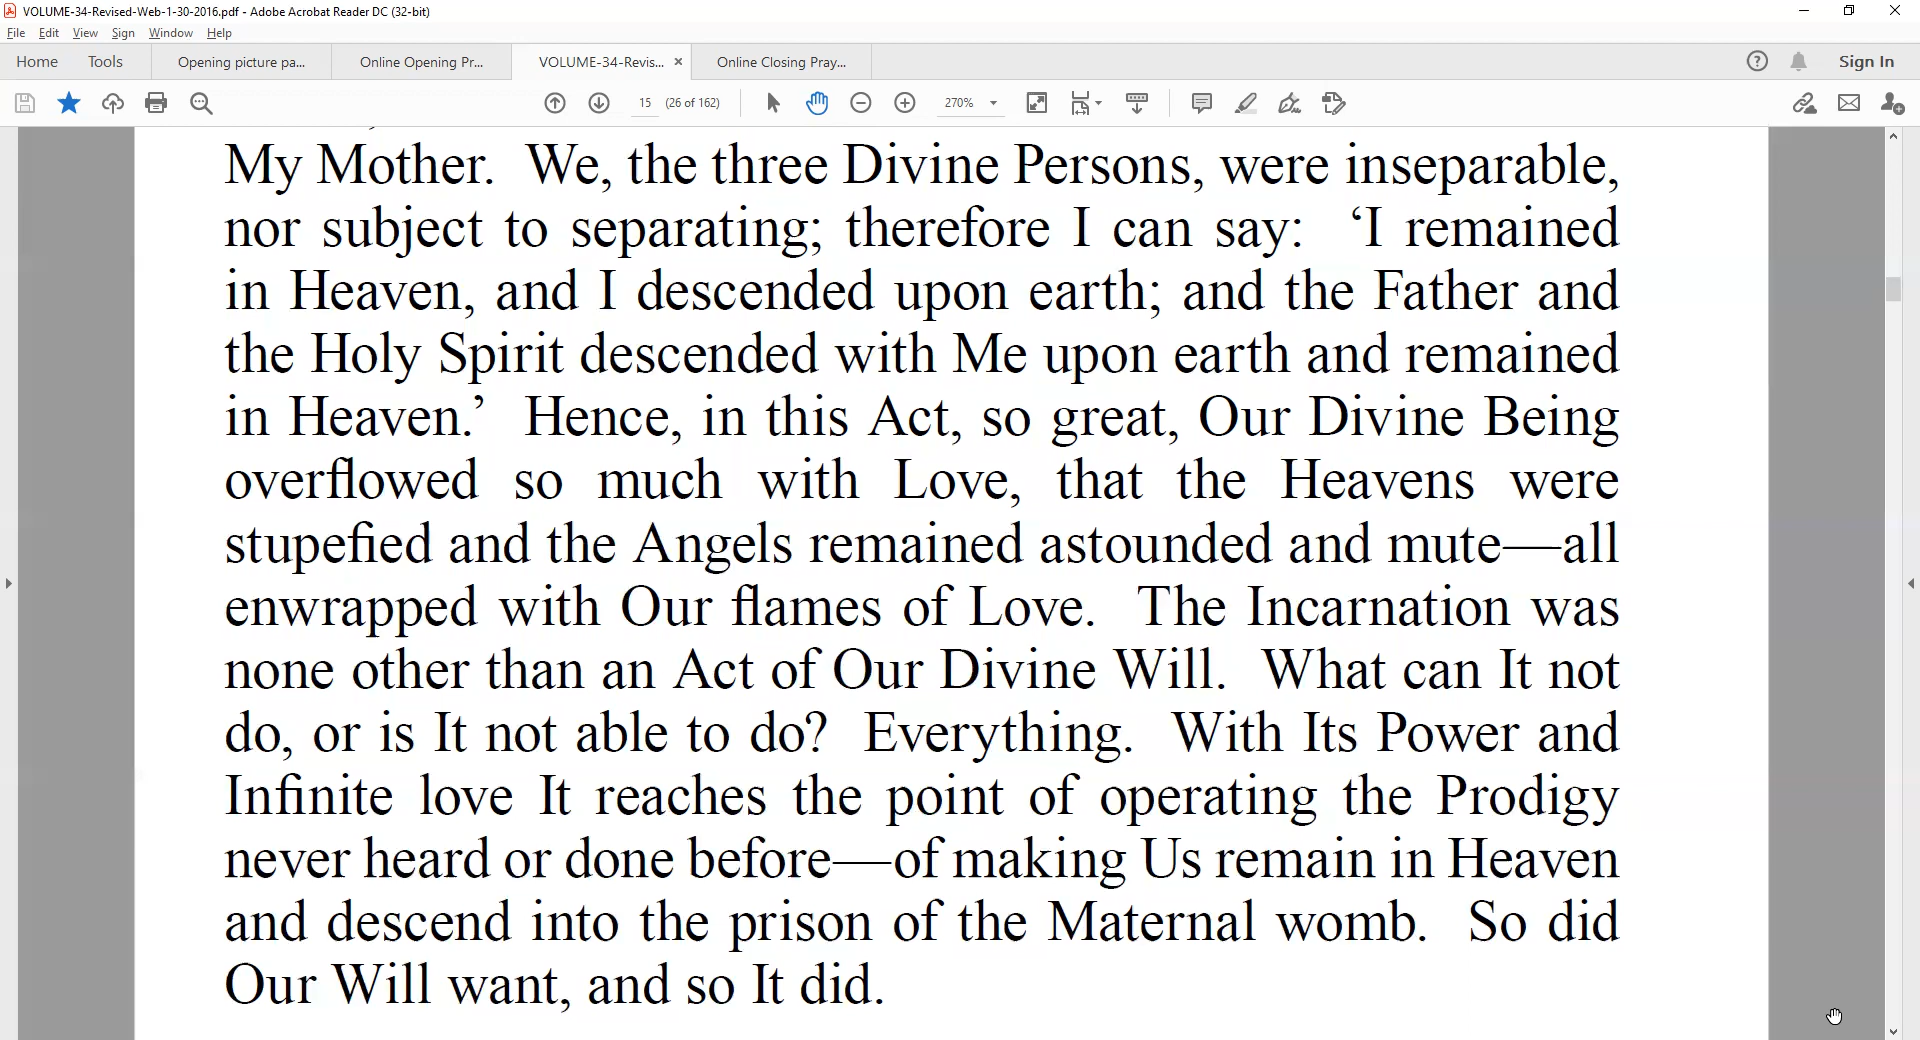 VOLUME-34-Revised-Web-1-30-2016.pdf - Adobe Acrobat Reader DC (32-bit)
File Edit View Sign Window Help
Home Tools Opening picture pa... Online Opening Pr... VOLUME-34-Revis... Online Closing Pray... Sign In
15 (26 of 162) 270%
My Mother. We, the three Divine Persons, were inseparable,
nor subject to separating; therefore I can say: ‘I remained
in Heaven, and I descended upon earth; and the Father and
the Holy Spirit descended with Me upon earth and remained
in Heaven.’ Hence, in this Act, so great, Our Divine Being
overflowed so much with Love, that the Heavens were
stupefied and the Angels remained astounded and mute—all
enwrapped with Our flames of Love. The Incarnation was
none other than an Act of Our Divine Will. What can It not
do, or is It not able to do? Everything. With Its Power and
Infinite love It reaches the point of operating the Prodigy
never heard or done before—of making Us remain in Heaven
and descend into the prison of the Maternal womb. So did
Our Will want, and so It did.